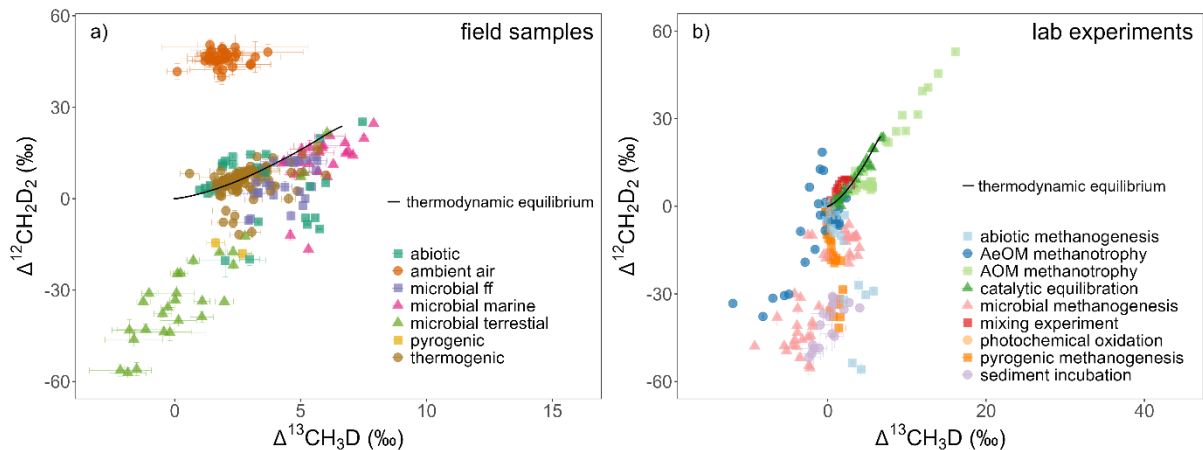 a)
field samples
60
30
0
-30
-60
Δ¹²CH₂D₂ (‰)
thermodynamic equilibrium
abiotic
ambient air
microbial ff
microbial marine
microbial terrestial
pyrogenic
thermogenic
0
5
10
15
Δ¹³CH₃D (‰)
b)
lab experiments
60
30
0
-30
-60
Δ¹²CH₂D₂ (‰)
thermodynamic equilibrium
abiotic methanogenesis
AeOM methanotrophy
AOM methanotrophy
catalytic equilibration
microbial methanogenesis
mixing experiment
photochemical oxidation
pyrogenic methanogenesis
sediment incubation
0
20
40
Δ¹³CH₃D (‰)